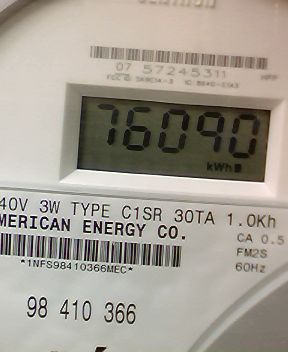 07 57245311
76090
kWh
40V 3W TYPE C1SR 30TA 1.0Kh
MERICAN ENERGY CO.
CA 0.5
*1NFS98410366MEC*
FM2S
60Hz
98 410 366